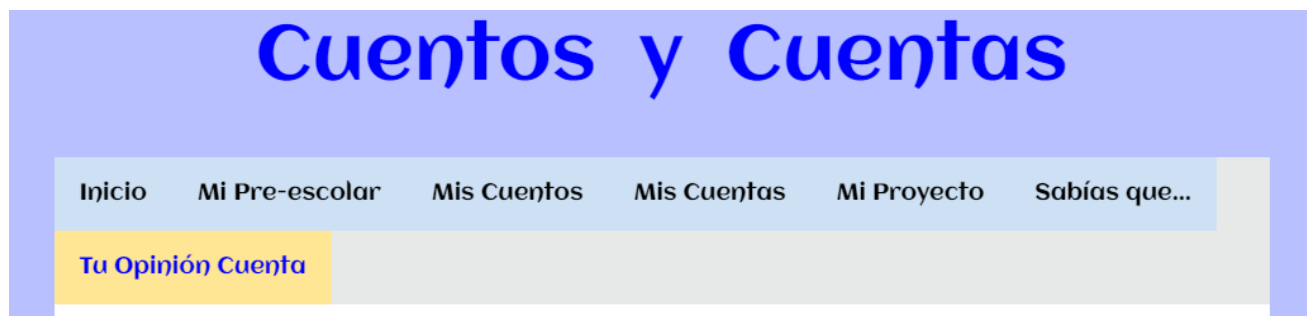 Cuentos y Cuentas
Inicio Mi Pre-escolar Mis Cuentos Mis Cuentas Mi Proyecto Sabías que...
Tu Opinión Cuenta